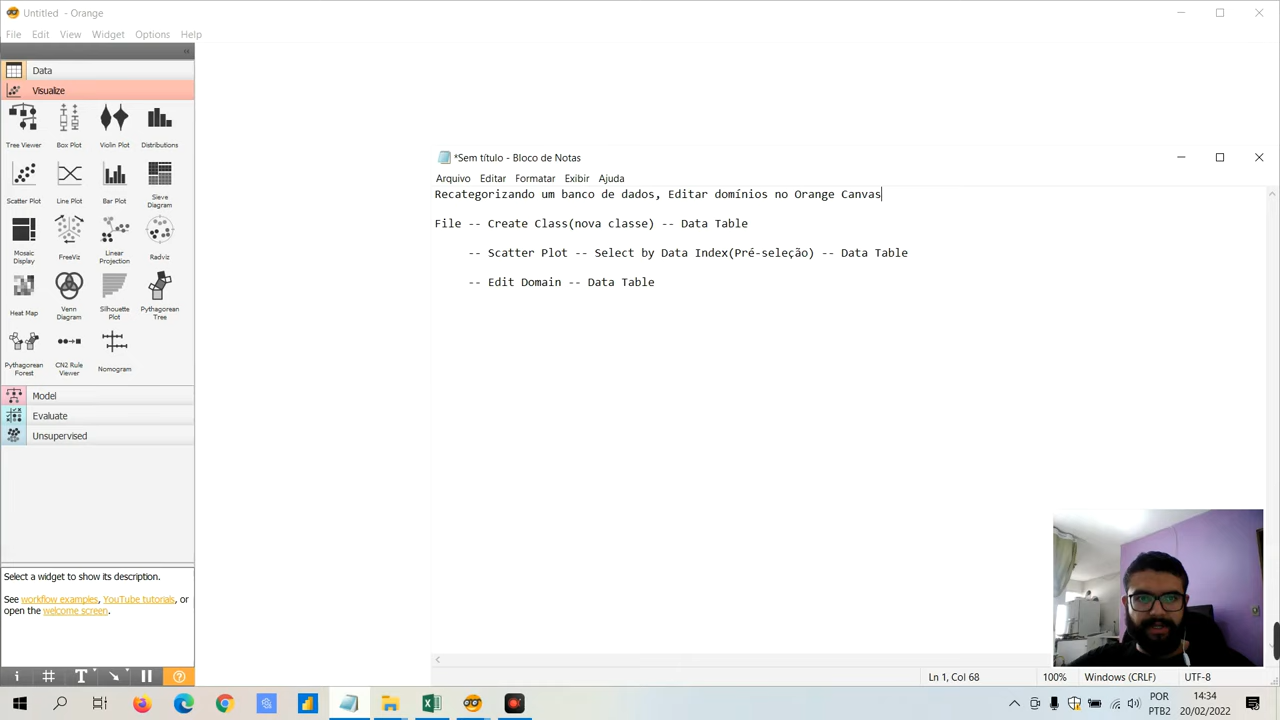 Untitled - Orange
File Edit View Widget Options Help
Data
Visualize
Tree Viewer Box Plot Violin Plot Distributions
Scatter Plot Line Plot Bar Plot Sieve Diagram
Mosaic Display FreeViz Linear Projection Radviz
Heat Map Venn Diagram Silhouette Plot Pythagorean Tree
Pythagorean Forest CN2 Rule Viewer Nomogram
Model
Evaluate
Unsupervised
Select a widget to show its description.
See workflow examples, YouTube tutorials, or
open the welcome screen.
*Sem título - Bloco de Notas
Arquivo Editar Formatar Exibir Ajuda
Recategorizando um banco de dados, Editar domínios no Orange Canvas
File -- Create Class(nova classe) -- Data Table
-- Scatter Plot -- Select by Data Index(Pré-seleção) -- Data Table
-- Edit Domain -- Data Table
Ln 1, Col 68 100% Windows (CRLF) UTF-8
POR
PTB2
14:34
20/02/2022